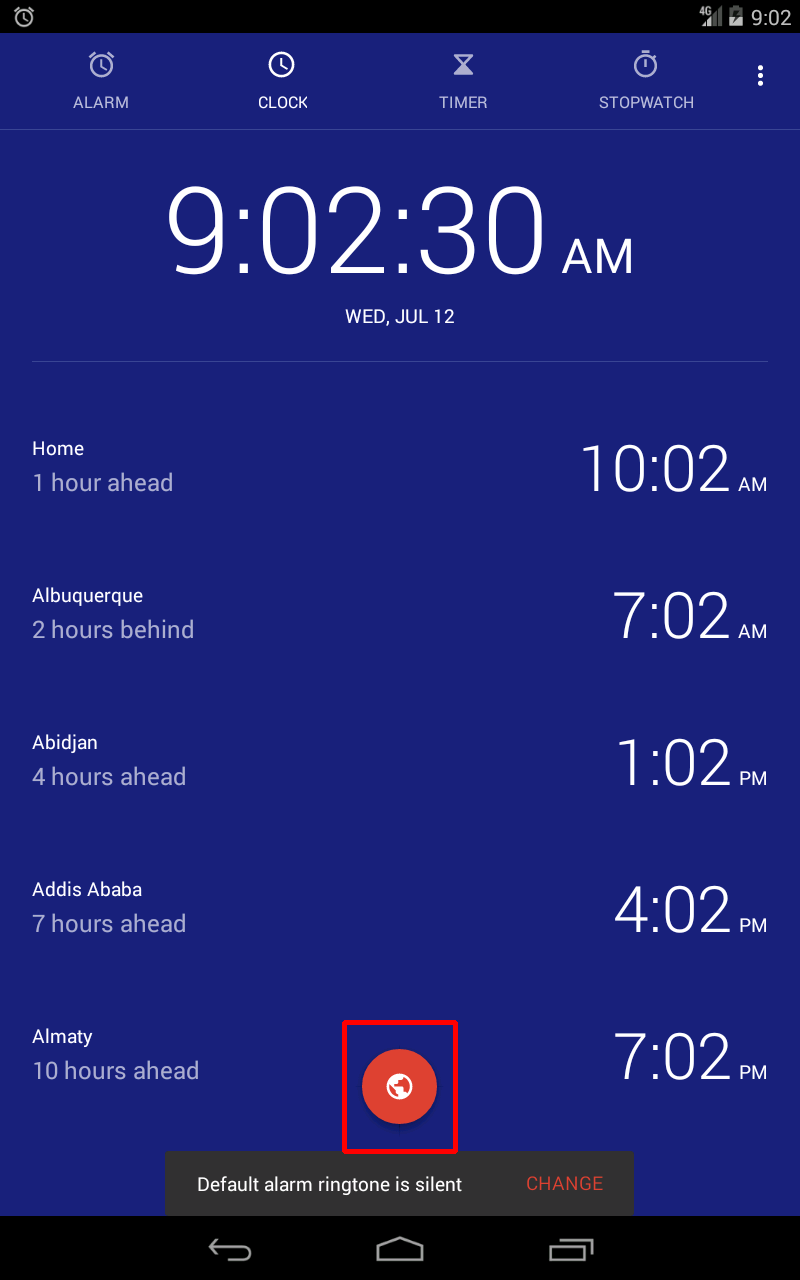 4G 9:02
ALARM CLOCK TIMER STOPWATCH
9:02:30 AM
WED, JUL 12
Home
1 hour ahead
10:02 AM
Albuquerque
2 hours behind
7:02 AM
Abidjan
4 hours ahead
1:02 PM
Addis Ababa
7 hours ahead
4:02 PM
Almaty
10 hours ahead
7:02 PM
Default alarm ringtone is silent CHANGE